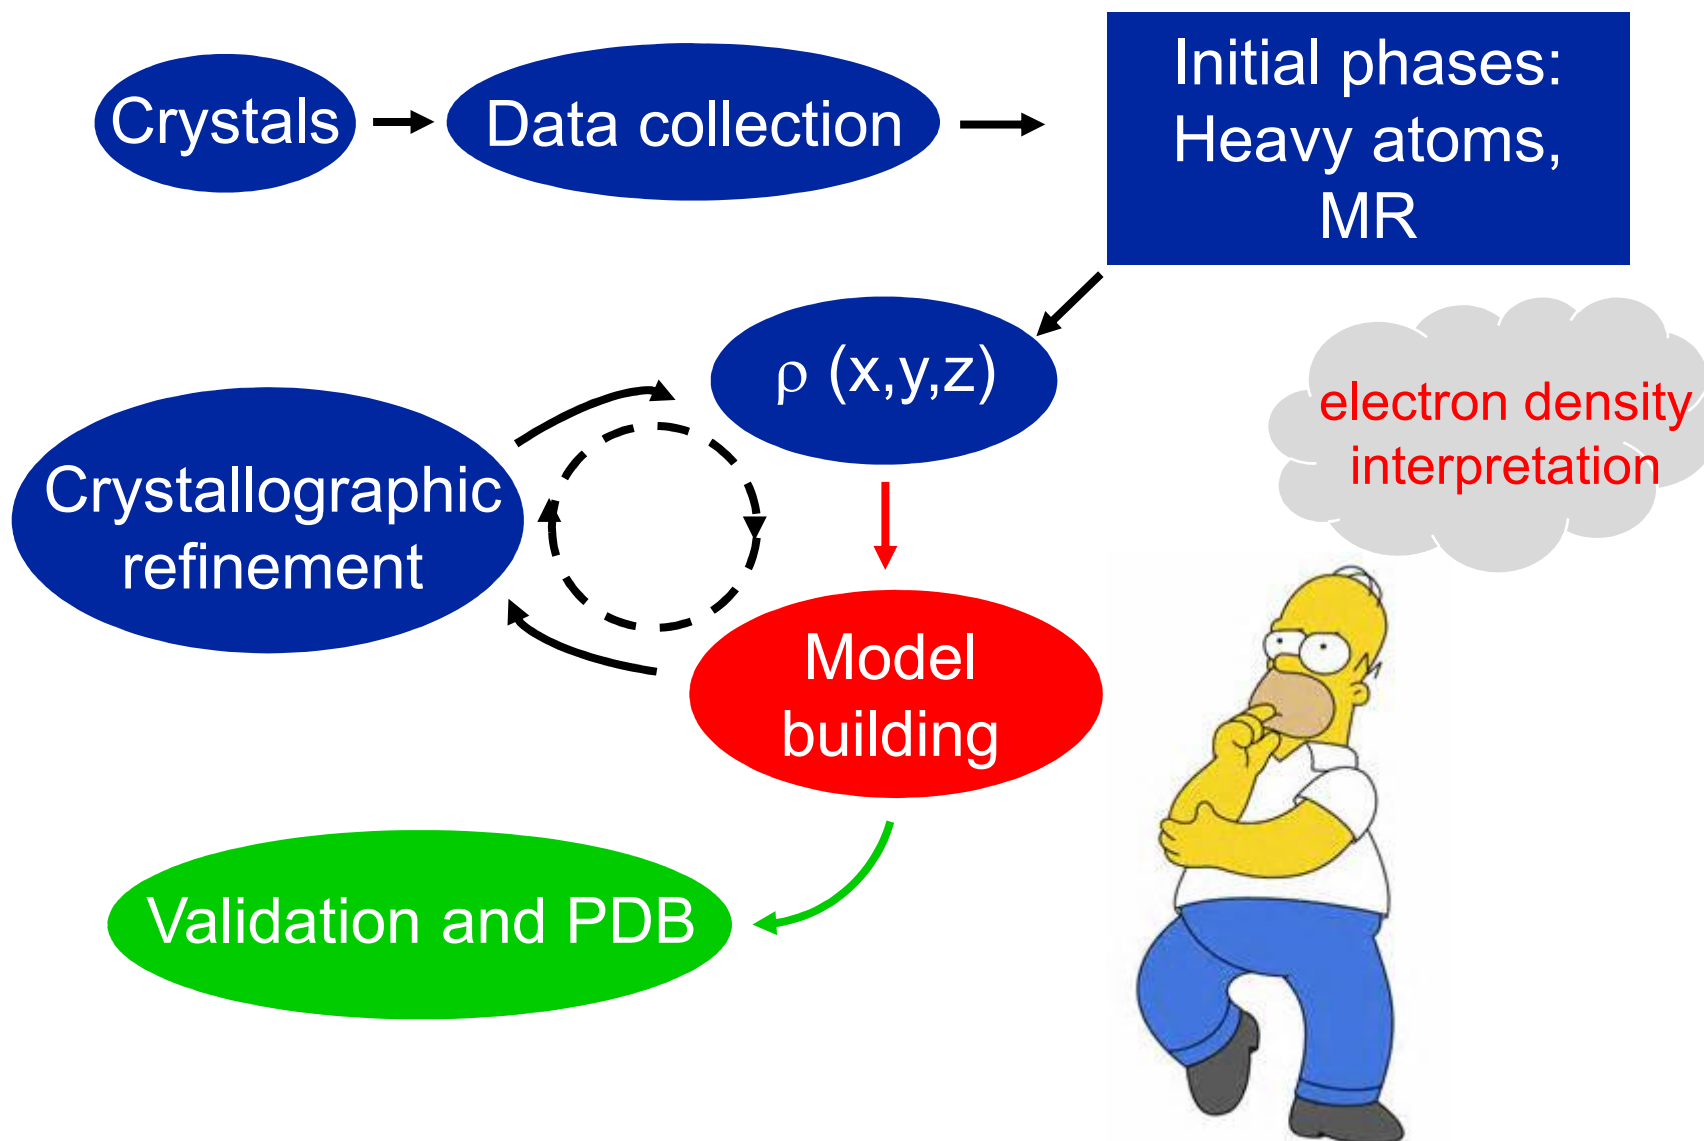 Crystals
Data collection
Initial phases:
Heavy atoms,
MR
ρ (x,y,z)
electron density
interpretation
Crystallographic
refinement
Model
building
Validation and PDB